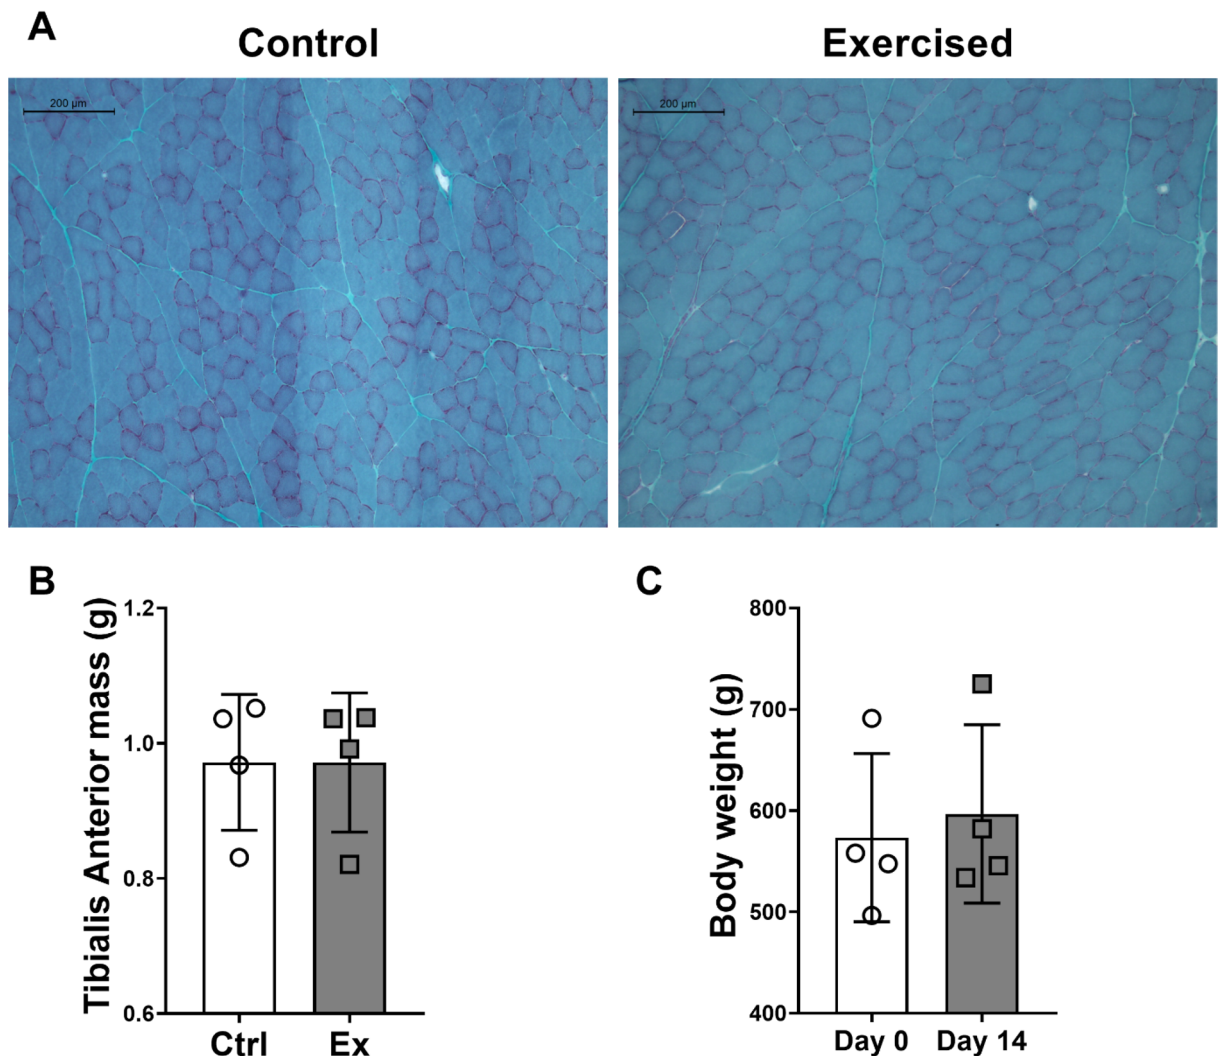 A
Control
Exercised
200 µm
200 µm
B
C
Tibialis Anterior mass (g)
1.2
1.0
0.8
0.6
Ctrl
Ex
Body weight (g)
800
700
600
500
400
Day 0
Day 14